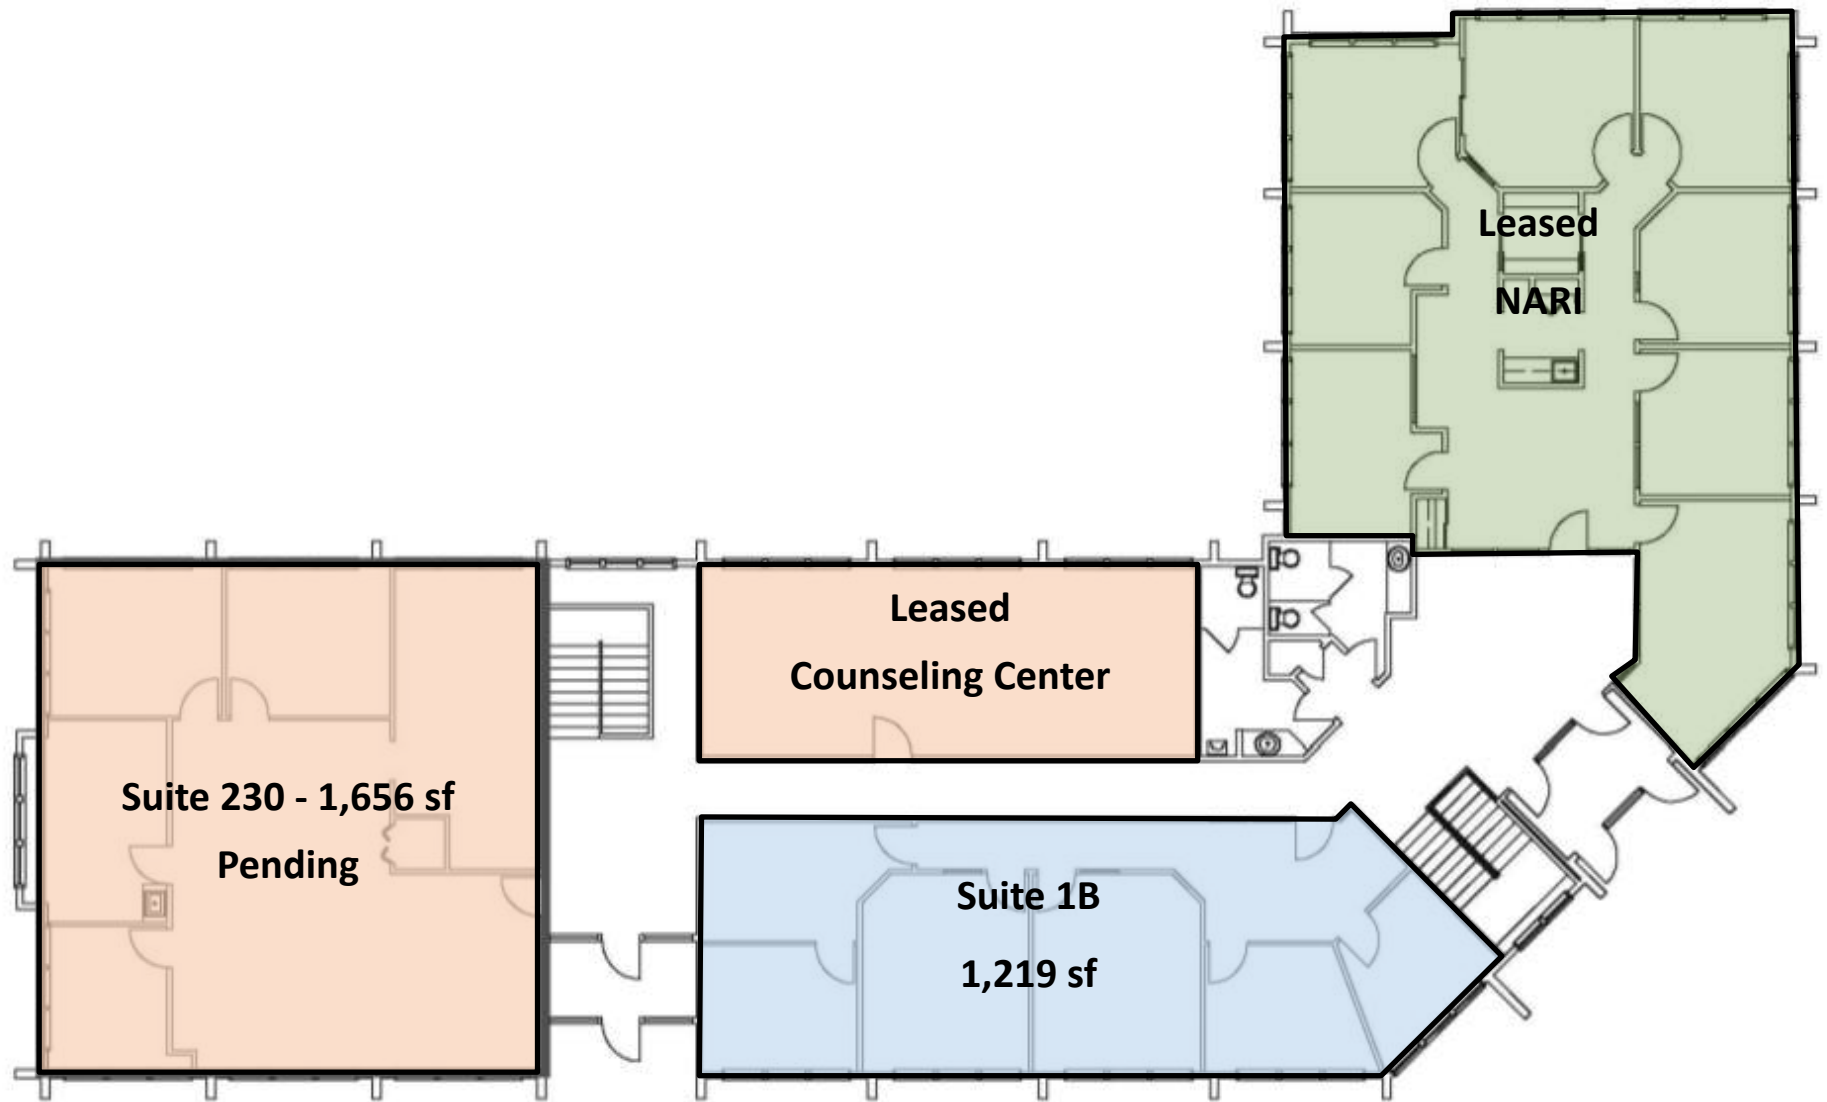 Leased
NARI
Leased
Counseling Center
Suite 230 - 1,656 sf
Pending
Suite 1B
1,219 sf